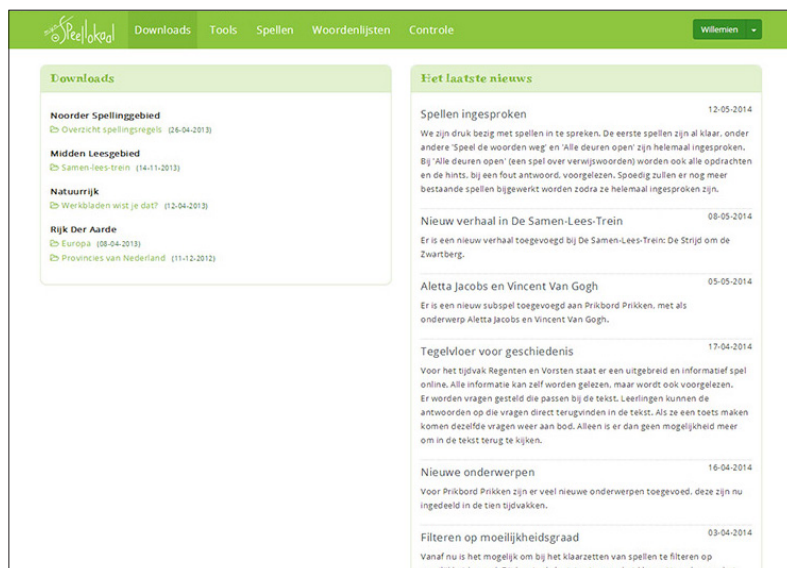 Speellokaal
Downloads
Tools
Spellen
Woordenlijsten
Controle
Willemien
Downloads
Noorder Spellinggebied
Overzicht spellingsregels (26-04-2013)
Midden Leesgebied
Samen-lees-trein (14-11-2013)
Natuurrijk
Werkbladen wist je dat? (12-04-2013)
Rijk Der Aarde
Europa (08-04-2013)
Provincies van Nederland (11-12-2012)
Het laatste nieuws
Spellen ingesproken 12-05-2014
We zijn druk bezig met spellen in te spreken. De eerste spellen zijn al klaar, onder
andere 'Speel de woorden weg' en 'Alle deuren open' zijn helemaal ingesproken.
Bij 'Alle deuren open' (een spel over verwijswoorden) worden ook alle opdrachten
en de hints, bij een fout antwoord, voorgelezen. Spoedig zullen er nog meer
bestaande spellen bijgewerkt worden zodra ze helemaal ingesproken zijn.
Nieuw verhaal in De Samen-Lees-Trein 08-05-2014
Er is een nieuw verhaal toegevoegd bij De Samen-Lees-Trein: De Strijd om de
Zwartberg.
Aletta Jacobs en Vincent Van Gogh 05-05-2014
Er is een nieuw subspel toegevoegd aan Prikbord Prikken, met als
onderwerp Aletta Jacobs en Vincent Van Gogh.
Tegelvloer voor geschiedenis 17-04-2014
Voor het tijdvak Regenten en Vorsten staat er een uitgebreid en informatief spel
online. Alle informatie kan zelf worden gelezen, maar wordt ook voorgelezen.
Er worden vragen gesteld die passen bij de tekst. Leerlingen kunnen de
antwoorden op die vragen direct terugvinden in de tekst. Als ze een toets maken
komen dezelfde vragen weer aan bod. Alleen is er dan geen mogelijkheid meer
om in de tekst terug te kijken.
Nieuwe onderwerpen 16-04-2014
Voor Prikbord Prikken zijn er veel nieuwe onderwerpen toegevoed, deze zijn nu
ingedeeld in de tien tijdvakken.
Filteren op moeilijkheidsgraad 03-04-2014
Vanaf nu is het mogelijk om bij het klaarzetten van spellen te filteren op